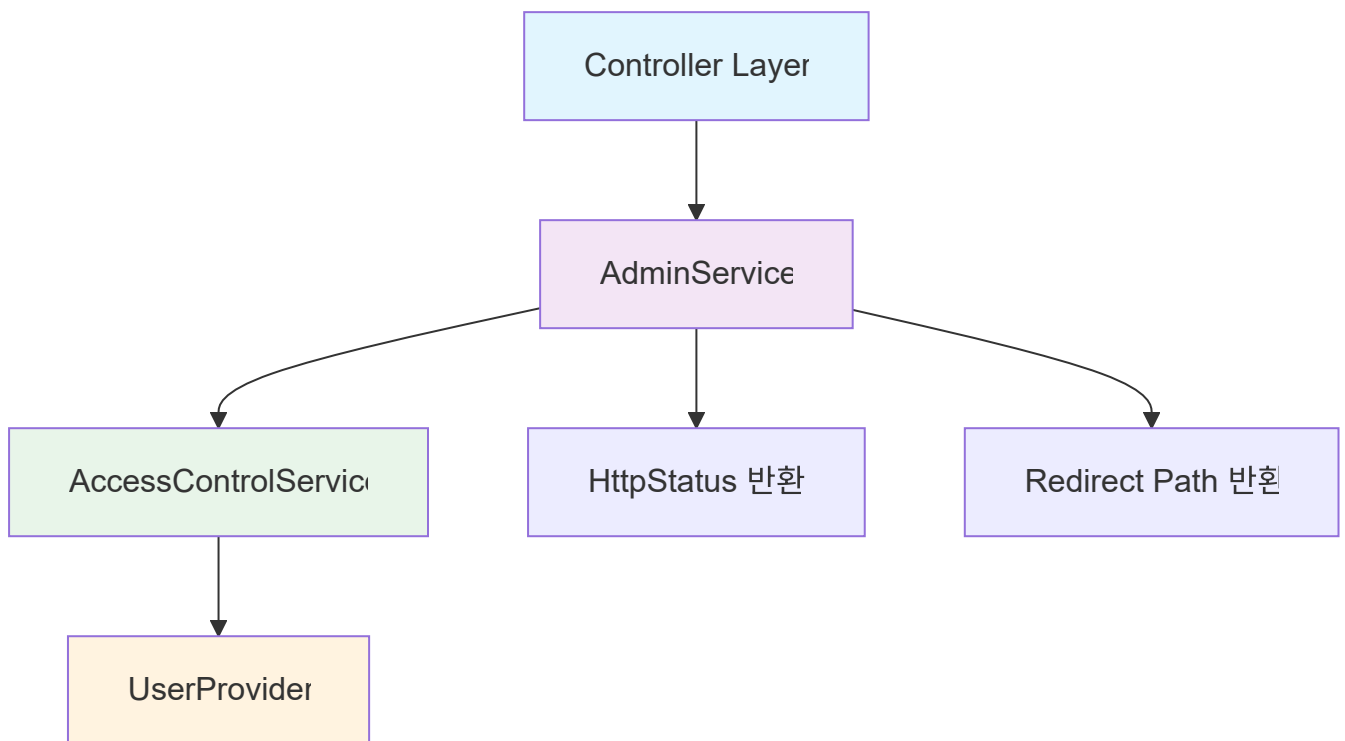 Controller Layer
AdminService
AccessControlService
HttpStatus 반환
Redirect Path 반환
UserProvider